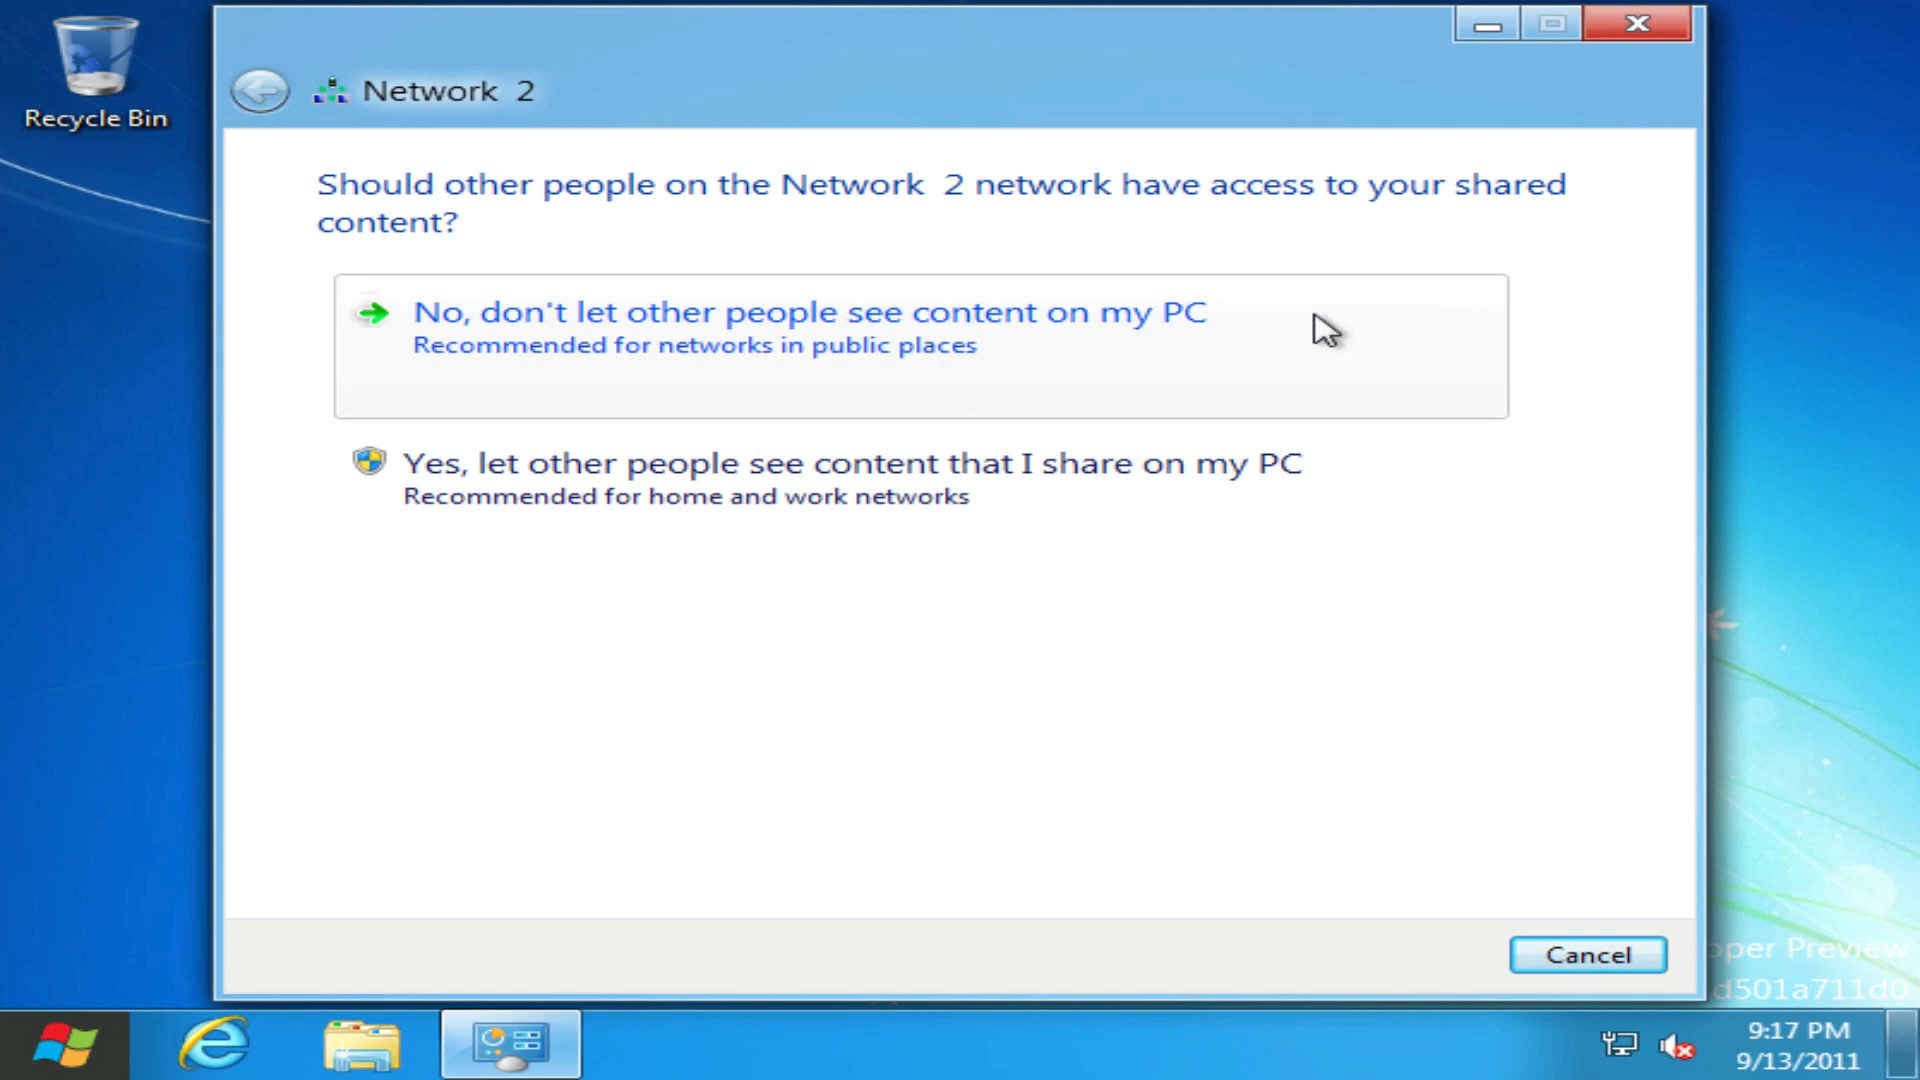 Recycle Bin
Network  2
Should other people on the Network  2 network have access to your shared
content?
No, don't let other people see content on my PC
Recommended for networks in public places
Yes, let other people see content that I share on my PC
Recommended for home and work networks
Cancel
Preview
d501a711d0
9:17 PM
9/13/2011